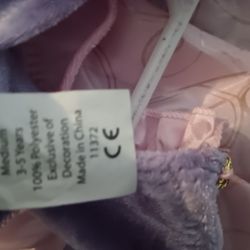 Medium
3-5 Years
100% Polyester
Exclusive of
Decoration
Made in China
11372
CE